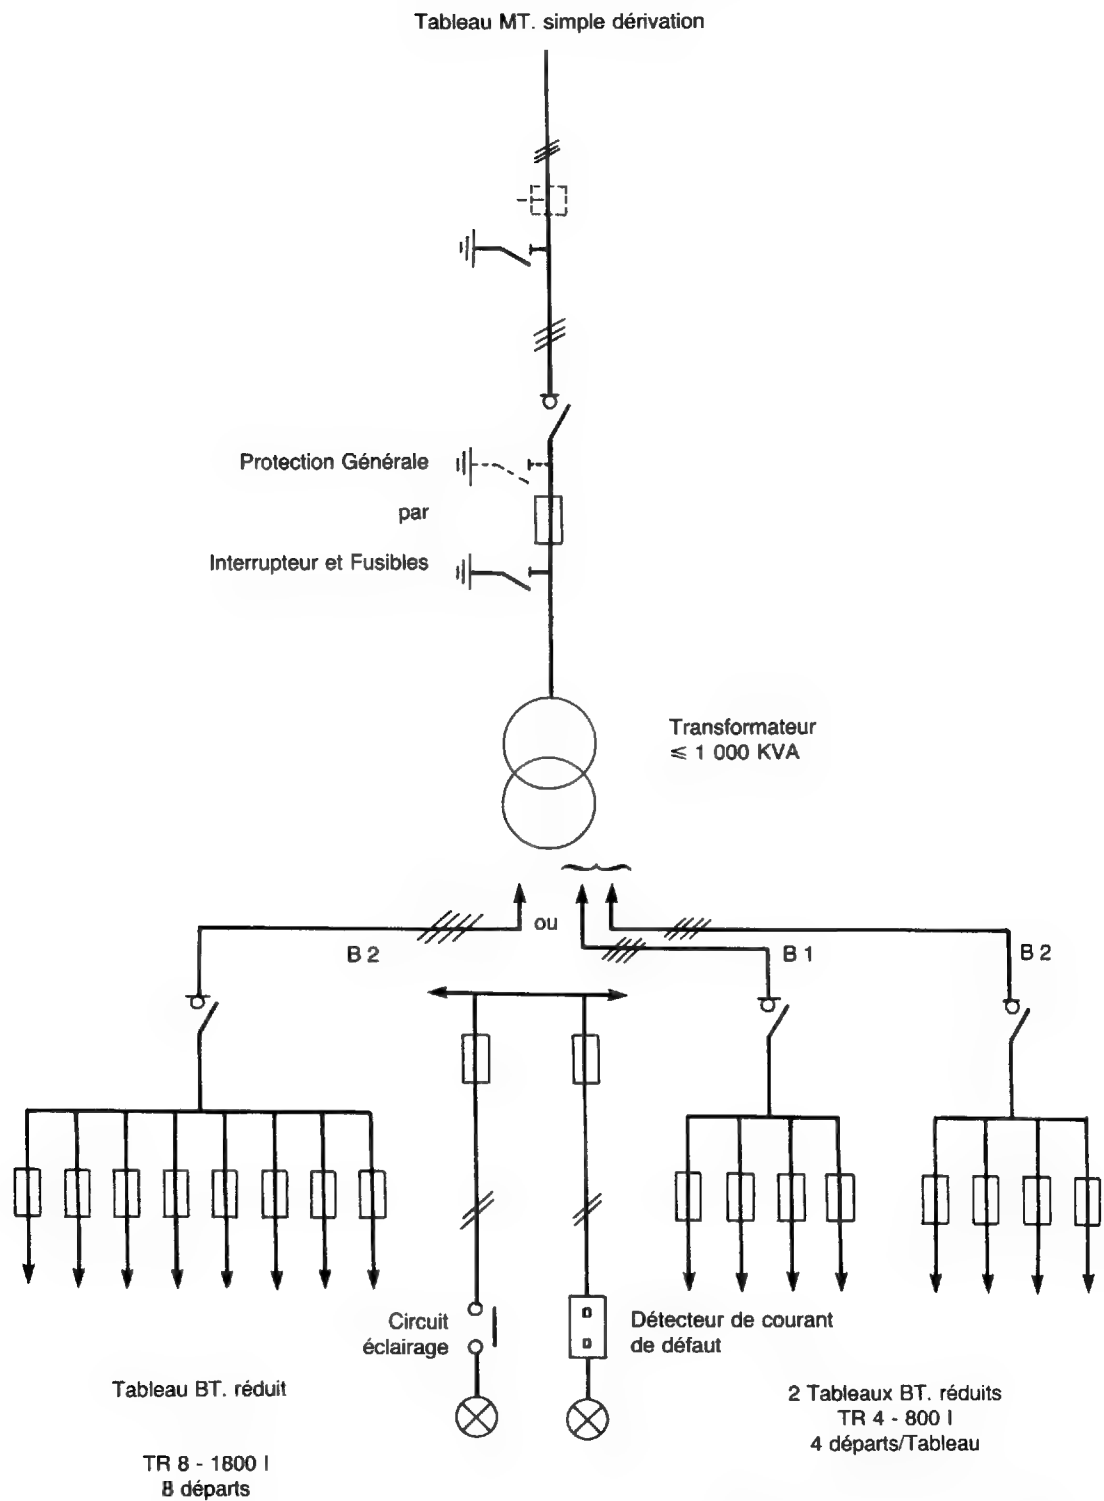 Tableau MT. simple dérivation
Protection Générale
par
Interrupteur et Fusibles
Transformateur
⩽ 1 000 KVA
ou
B 2
B 1
B 2
Circuit
éclairage
Détecteur de courant
de défaut
Tableau BT. réduit
TR 8 - 1800 I
8 départs
2 Tableaux BT. réduits
TR 4 - 800 I
4 départs/Tableau